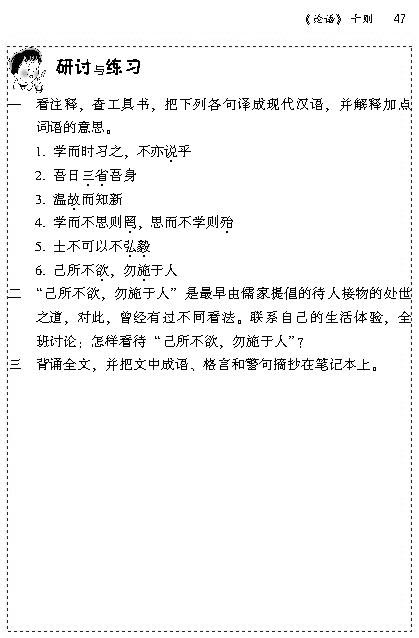 《论语》十则 47
研讨与练习
一 看注释，查工具书，把下列各句译成现代汉语，并解释加点
词语的意思。
1. 学而时习之，不亦说乎
2. 吾日三省吾身
3. 温故而知新
4. 学而不思则罔，思而不学则殆
5. 士不可以不弘毅
6. 己所不欲，勿施于人
二 “己所不欲，勿施于人”是最早由儒家提倡的待人接物的处世
之道，对此，曾经有过不同看法。联系自己的生活体验，全
班讨论：怎样看待“己所不欲，勿施于人”？
三 背诵全文，并把文中成语、格言和警句摘抄在笔记本上。